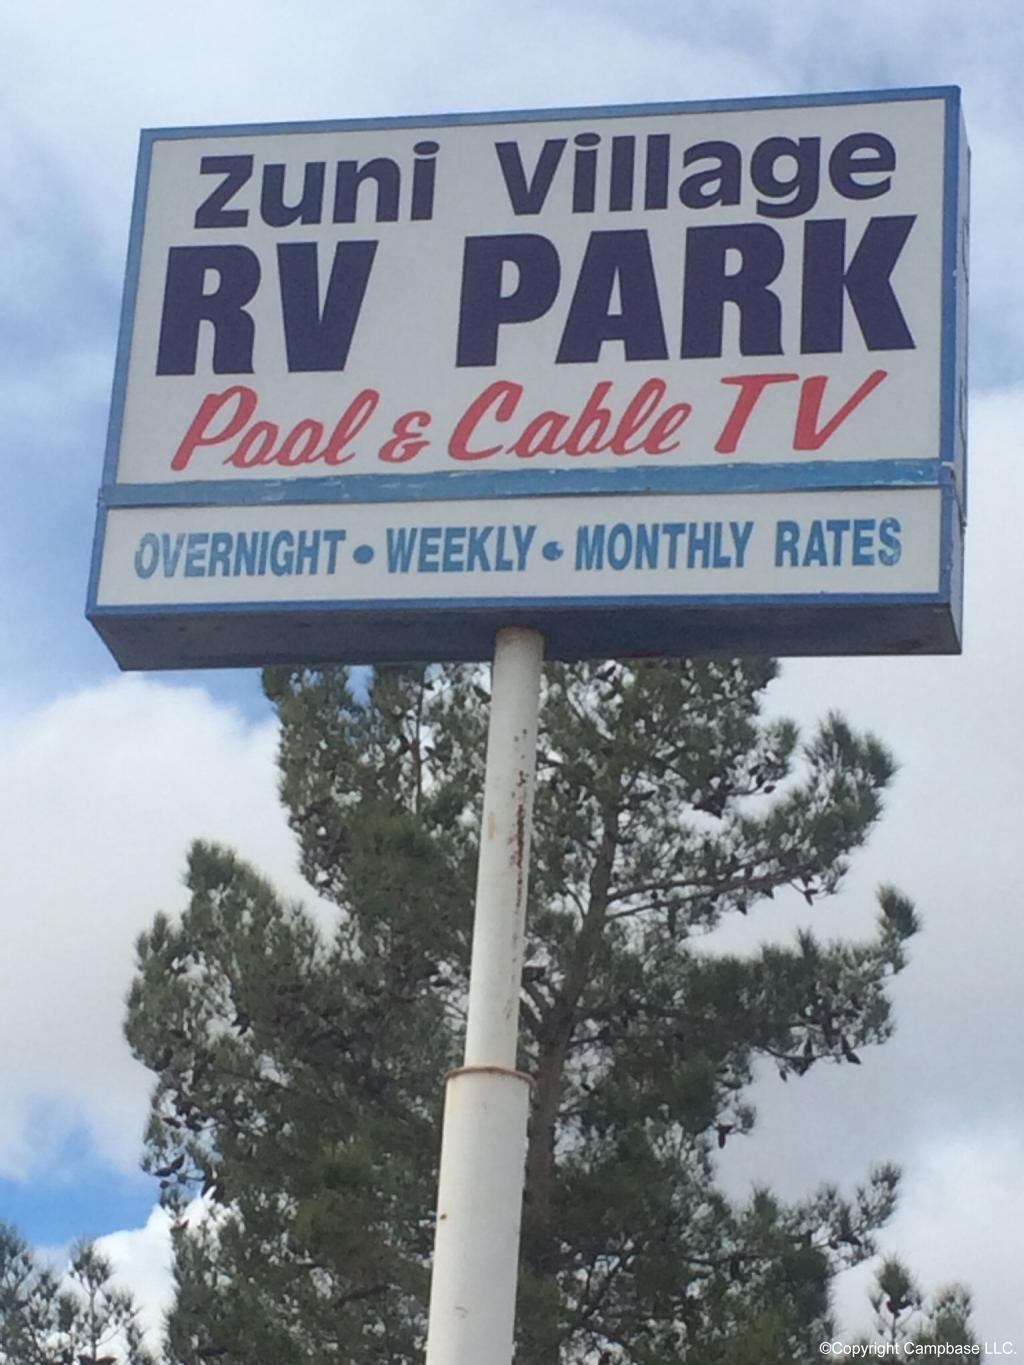 Zuni Village
RV PARK
Pool & Cable TV
OVERNIGHT • WEEKLY • MONTHLY RATES
©Copyright Campbase LLC.